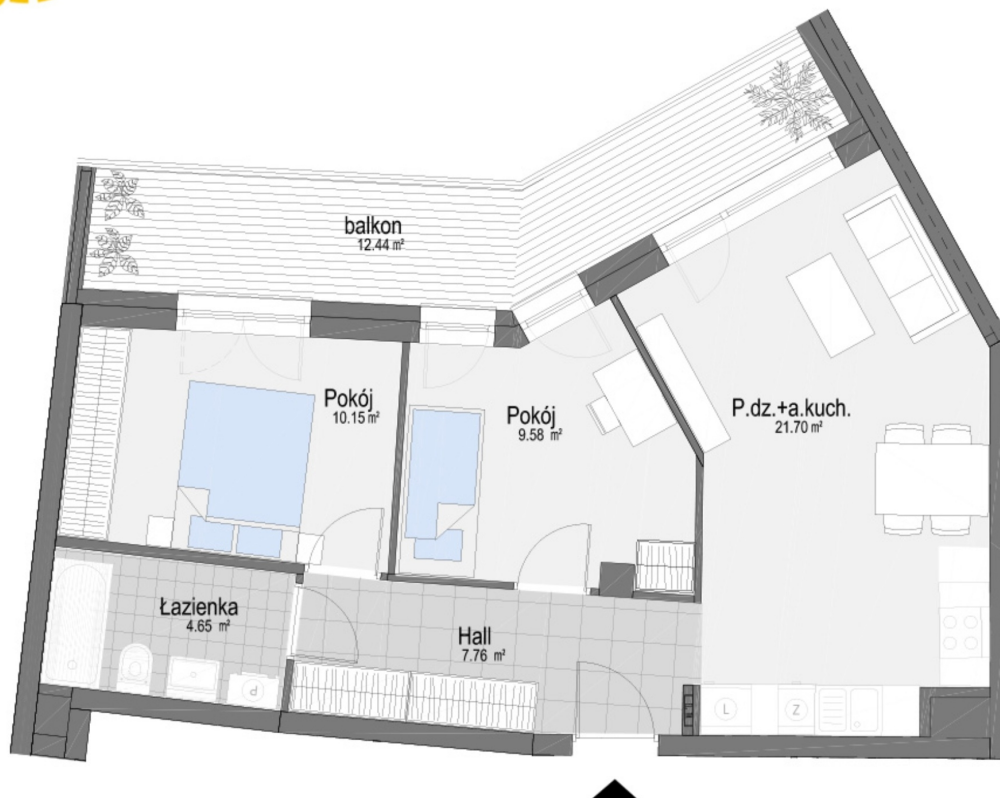 balkon
12.44 m²
Pokój
10.15 m²
Pokój
9.58 m²
P.dz.+a.kuch.
21.70 m²
Łazienka
4.65 m²
Hall
7.76 m²
P
L
Z